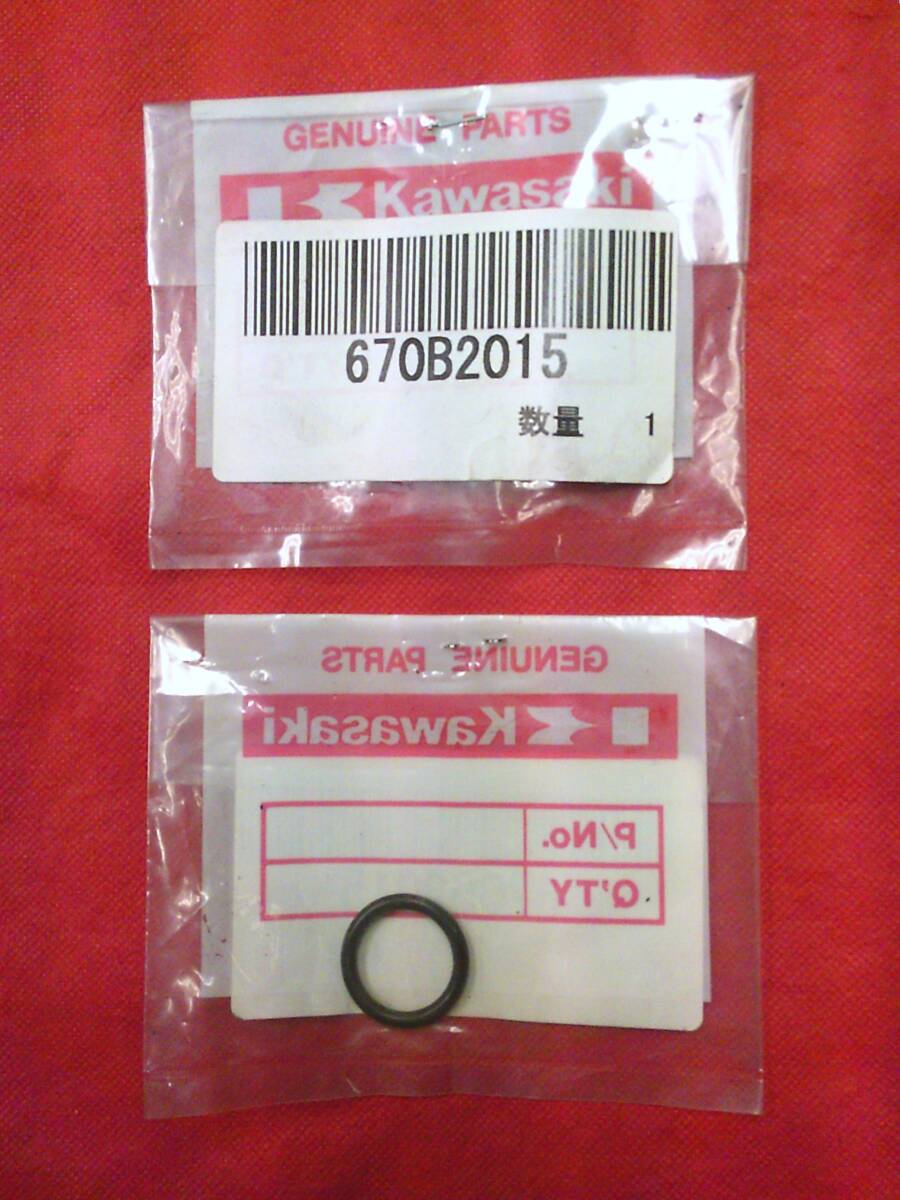 GENUINE PARTS
Kawasaki
670B2015
数量 1
GENUINE PARTS
Kawasaki
P/No.
Q'TY